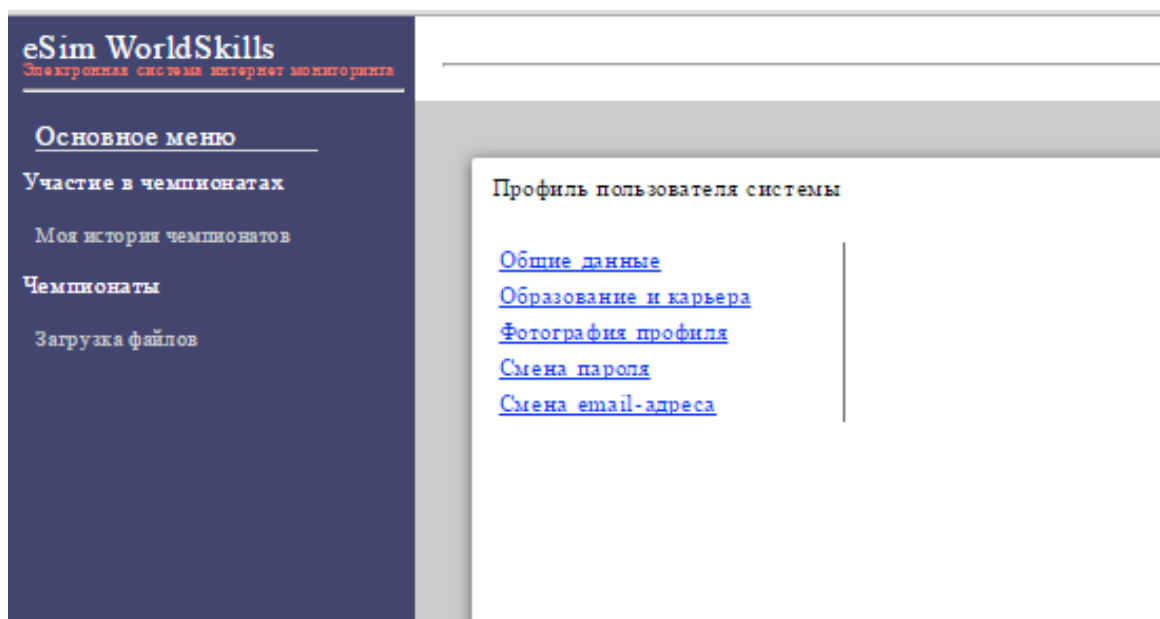 eSim WorldSkills
Электронная система интернет мониторинга
Основное меню
Участие в чемпионатах
Моя история чемпионатов
Чемпионаты
Загрузка файлов
Профиль пользователя системы
Общие данные
Образование и карьера
Фотография профиля
Смена пароля
Смена email-адреса